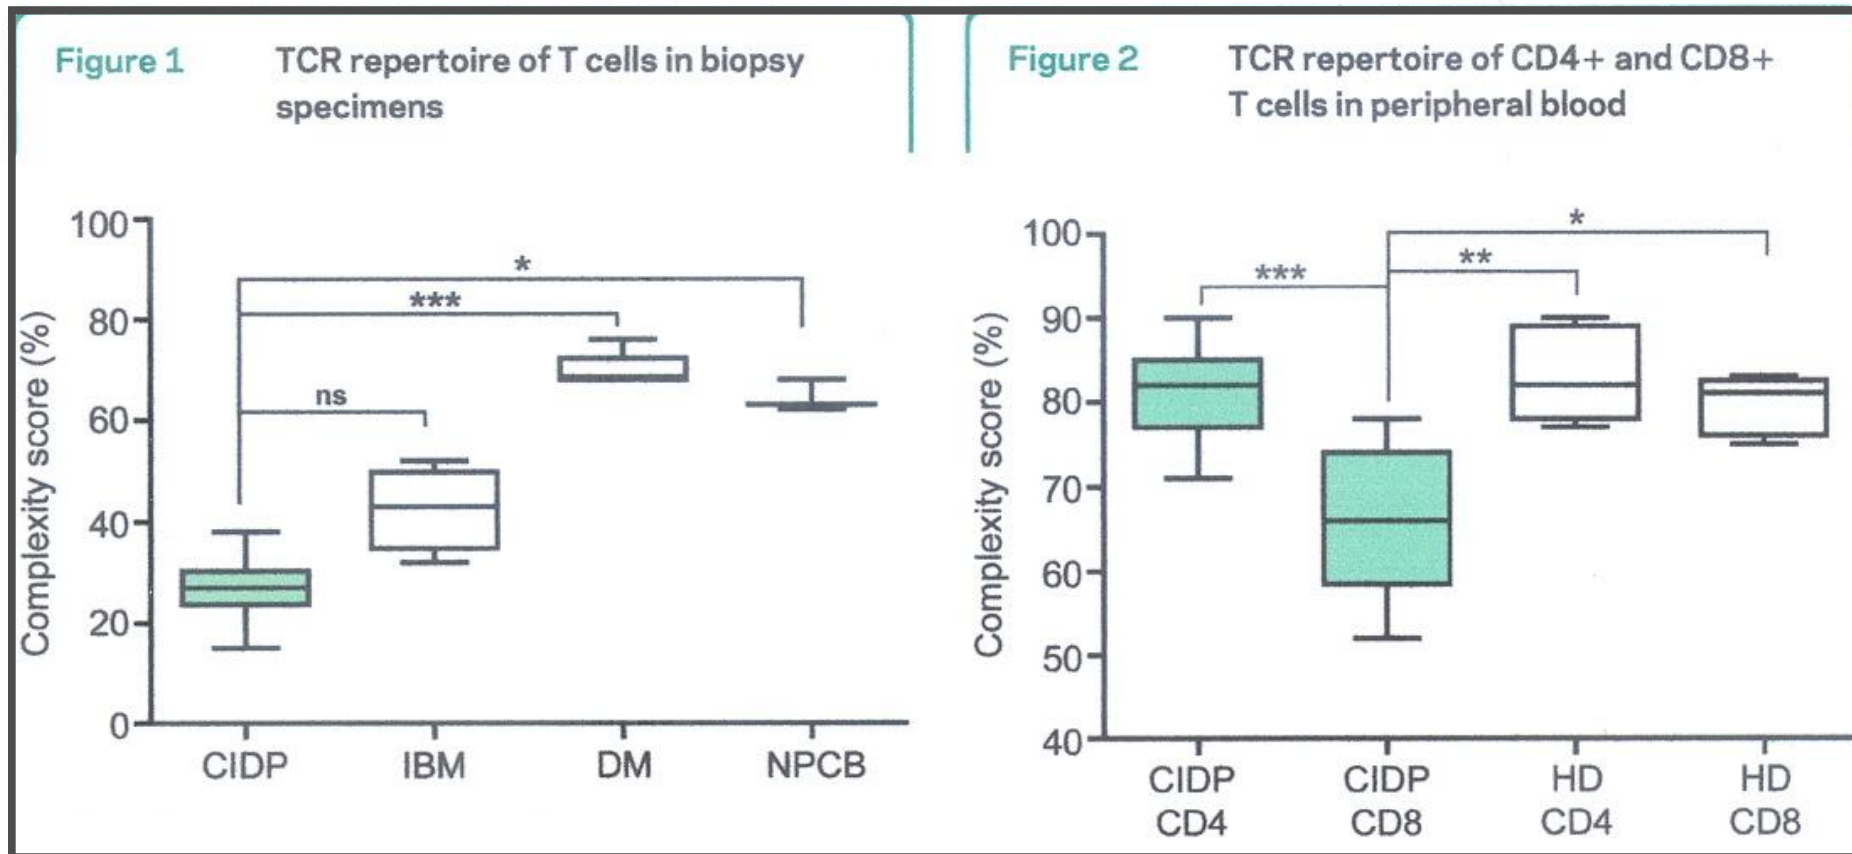 Figure 1 TCR repertoire of T cells in biopsy
specimens
Complexity score (%)
100
80
60
40
20
0
*
***
ns
CIDP IBM DM NPCB
Figure 2 TCR repertoire of CD4+ and CD8+
T cells in peripheral blood
Complexity score (%)
100
90
80
70
60
50
40
*
**
***
CIDP CIDP HD HD
CD4 CD8 CD4 CD8